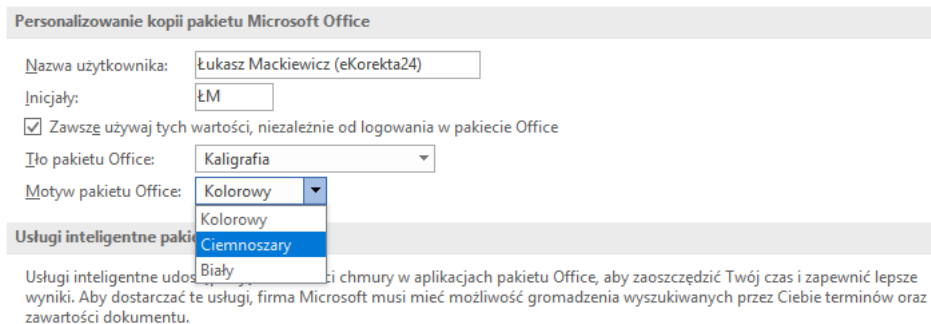 Personalizowanie kopii pakietu Microsoft Office
Nazwa użytkownika: Łukasz Mackiewicz (eKorekta24)
Inicjały: ŁM
Zawsze używaj tych wartości, niezależnie od logowania w pakiecie Office
Tło pakietu Office: Kaligrafia
Motyw pakietu Office: Kolorowy
Kolorowy
Usługi inteligentne
Ciemnoszary
Biały
Usługi inteligentne chmury w aplikacjach pakietu Office, aby zaoszczędzić Twój czas i zapewnić lepsze
wyniki. Aby dostarczać te usługi, firma Microsoft musi mieć możliwość gromadzenia wyszukiwanych przez Ciebie terminów oraz
zawartości dokumentu.